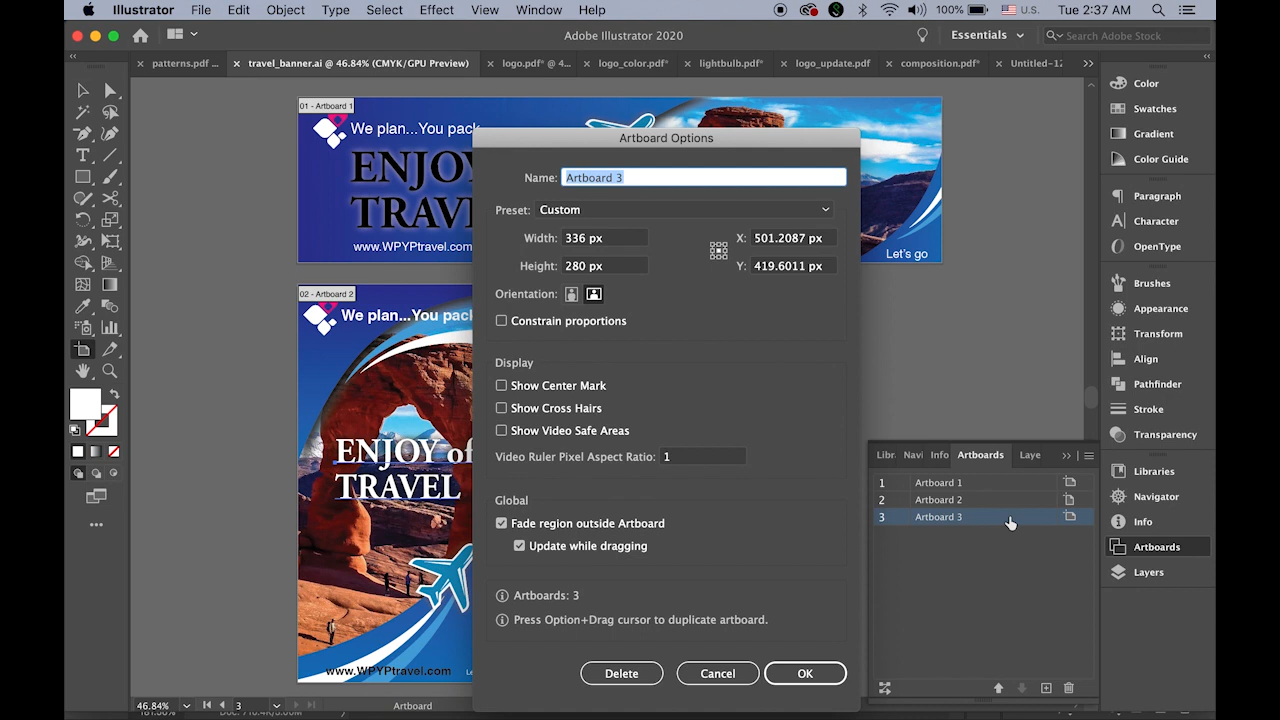 Illustrator File Edit Object Type Select Effect View Window Help 100% U.S. Tue 2:37 AM
Adobe Illustrator 2020 Essentials Search Adobe Stock
patterns.pdf ... travel_banner.ai @ 46.84% (CMYK/GPU Preview) logo.pdf* @ 4... logo_color.pdf* lightbulb.pdf* logo_update.pdf composition.pdf* Untitled-12
01 - Artboard 1
We plan...You pack
ENJOY
TRAVEL
www.WPYPtravel.com
Let's go
02 - Artboard 2
We plan...You pack
ENJOY of
TRAVEL
www.WPYPtravel.com
Le
Artboard Options
Name: Artboard 3
Preset: Custom
Width: 336 px X: 501.2087 px
Height: 280 px Y: 419.6011 px
Orientation:
Constrain proportions
Display
Show Center Mark
Show Cross Hairs
Show Video Safe Areas
Video Ruler Pixel Aspect Ratio: 1
Global
Fade region outside Artboard
Update while dragging
Artboards: 3
Press Option+Drag cursor to duplicate artboard.
Delete Cancel OK
Libr Navi Info Artboards Laye
1 Artboard 1
2 Artboard 2
3 Artboard 3
Color
Swatches
Gradient
Color Guide
Paragraph
Character
OpenType
Brushes
Appearance
Transform
Align
Pathfinder
Stroke
Transparency
Libraries
Navigator
Info
Artboards
Layers
46.84% 3 Artboard